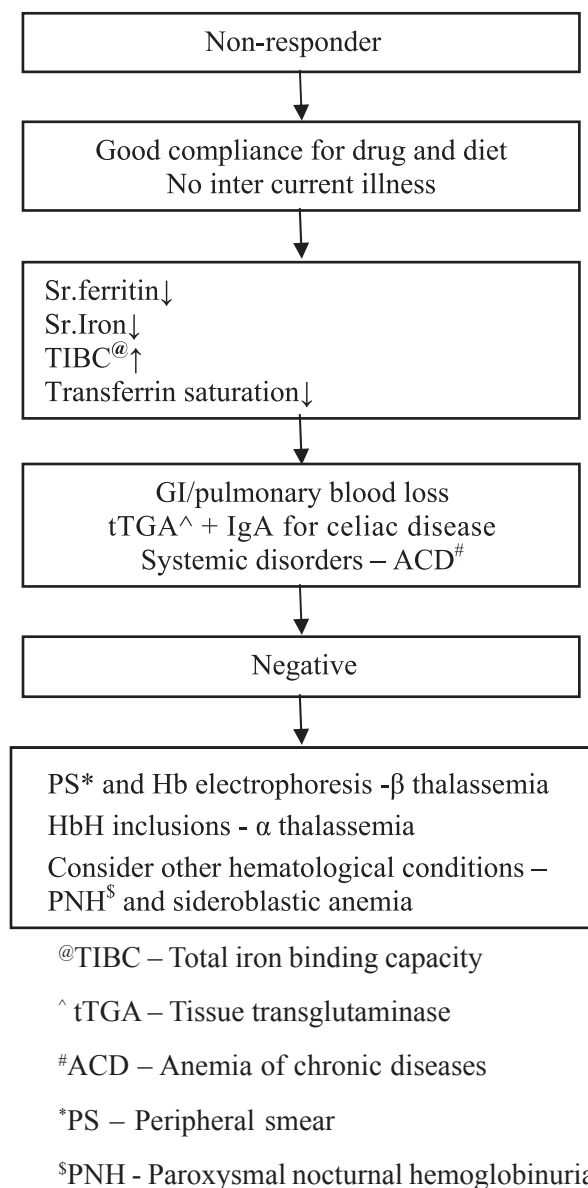 Non-responder
Good compliance for drug and diet
No inter current illness
Sr.ferritin↓
Sr.Iron↓
TIBC@↑
Transferrin saturation↓
GI/pulmonary blood loss
tTGA^ + IgA for celiac disease
Systemic disorders – ACD#
Negative
PS* and Hb electrophoresis -β thalassemia
HbH inclusions - α thalassemia
Consider other hematological conditions –
PNH$ and sideroblastic anemia
@TIBC – Total iron binding capacity
^ tTGA – Tissue transglutaminase
#ACD – Anemia of chronic diseases
*PS – Peripheral smear
$PNH - Paroxysmal nocturnal hemoglobinuria